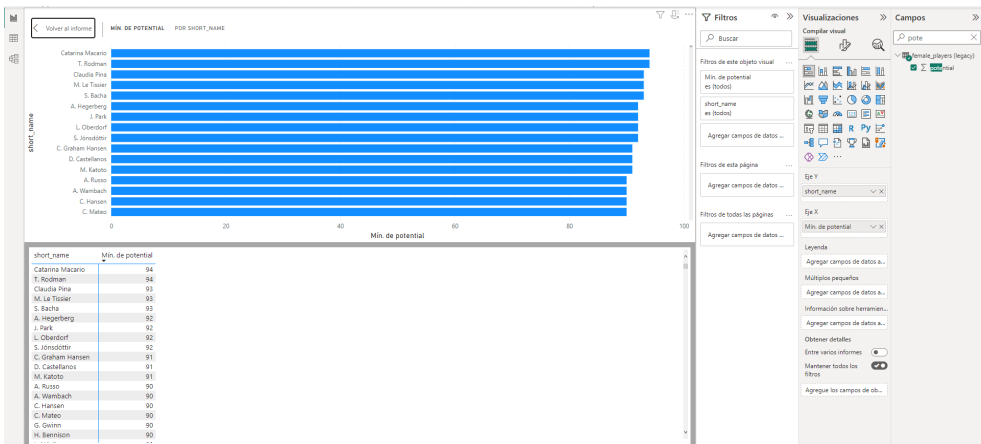 Volver al informe
MÍN. DE POTENTIAL
POR SHORT_NAME
short_name
Catarina Macario
T. Rodman
Claudia Pina
M. Le Tissier
S. Bacha
A. Hegerberg
J. Park
L. Oberdorf
S. Jónsdóttir
C. Graham Hansen
D. Castellanos
M. Katoto
A. Russo
A. Wambach
C. Hansen
C. Mateo
0 20 40 60 80 100
Mín. de potential
short_name Mín. de potential
Catarina Macario 94
T. Rodman 94
Claudia Pina 93
M. Le Tissier 93
S. Bacha 93
A. Hegerberg 92
J. Park 92
L. Oberdorf 92
S. Jónsdóttir 92
C. Graham Hansen 91
D. Castellanos 91
M. Katoto 91
A. Russo 90
A. Wambach 90
C. Hansen 90
C. Mateo 90
G. Gwinn 90
H. Bennison 90
Filtros
Buscar
Filtros de este objeto visual ...
Mín. de potential
es (todos)
short_name
es (todos)
Agregar campos de datos ...
Filtros de esta página ...
Agregar campos de datos ...
Filtros de todas las páginas ...
Agregar campos de datos ...
Visualizaciones
Compilar visual
R Py
...
Eje Y
short_name
Eje X
Mín. de potential
Leyenda
Agregar campos de datos a...
Múltiplos pequeños
Agregar campos de datos a...
Información sobre herramien...
Agregar campos de datos a...
Obtener detalles
Entre varios informes
Mantener todos los
filtros
Agregue los campos de ob...
Campos
pote
female_players (legacy)
potential